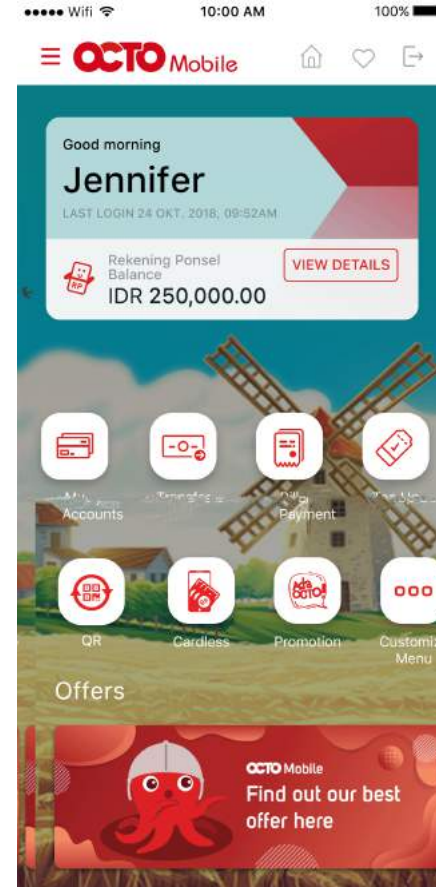 Wifi 10:00 AM 100%
OCTO Mobile
Good morning
Jennifer
LAST LOGIN 24 OKT. 2018, 09:52AM
Rekening Ponsel
Balance
IDR 250,000.00
VIEW DETAILS
Accounts
Payment
RP
QR
Cardless
Promotion
Customi
Menu
Offers
OCTO Mobile
Find out our best
offer here